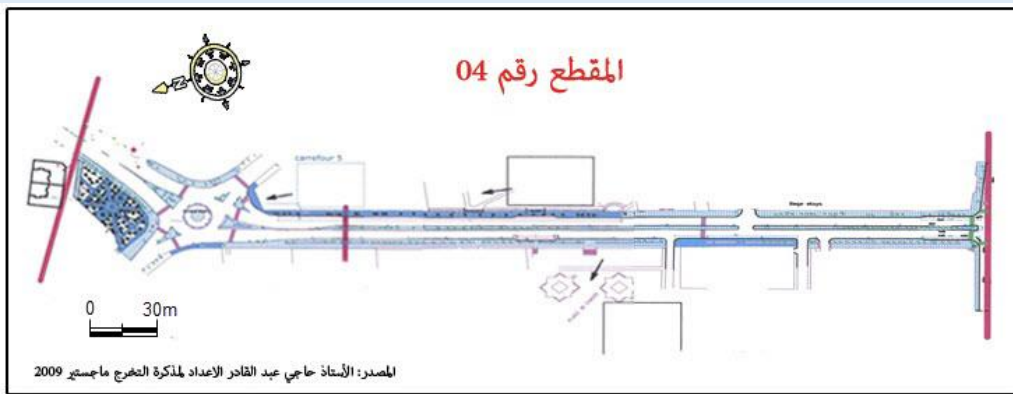 المقطع رقم 04
N
carrefour 5
0 30m
المصدر: الأستاذ حاجي عبد القادر الاعداد لمذكرة التخرج ماجستير 2009